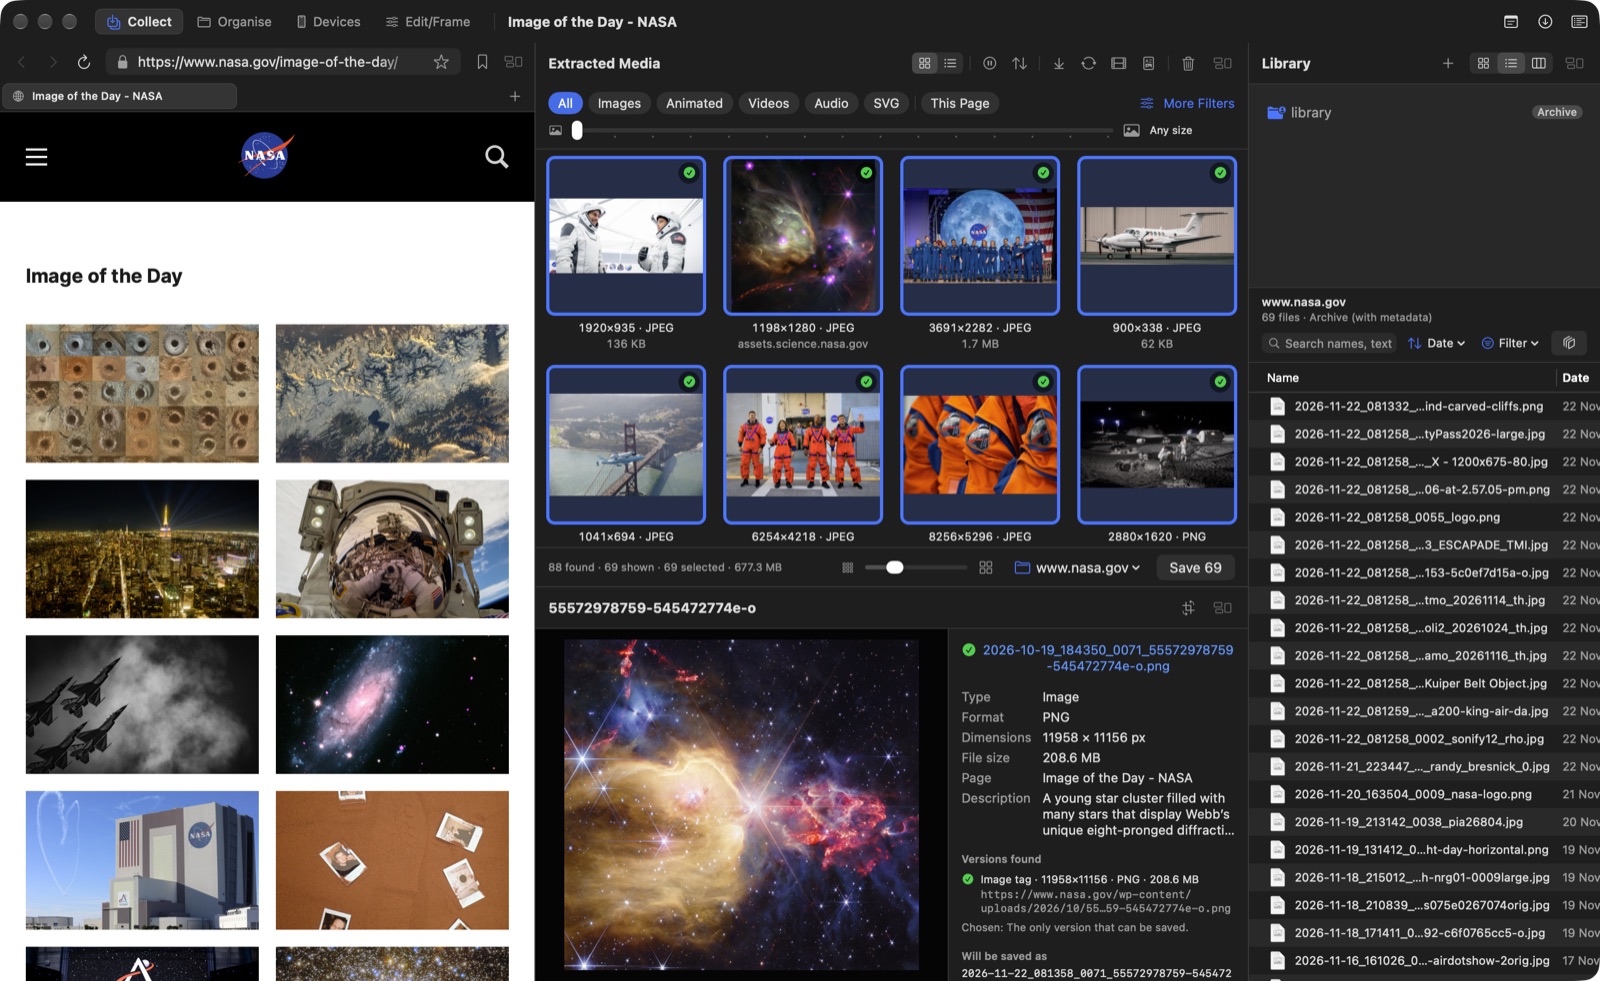 Collect
Organise
Devices
Edit/Frame
Image of the Day - NASA
https://www.nasa.gov/image-of-the-day/
Image of the Day - NASA
NASA
Image of the Day
NASA
Extracted Media
All
Images
Animated
Videos
Audio
SVG
This Page
More Filters
Any size
NASA
1920×935 · JPEG
136 KB
1198×1280 · JPEG
assets.science.nasa.gov
3691×2282 · JPEG
1.7 MB
900×338 · JPEG
62 KB
1041×694 · JPEG
6254×4218 · JPEG
8256×5296 · JPEG
2880×1620 · PNG
88 found · 69 shown · 69 selected · 677.3 MB
www.nasa.gov
Save 69
55572978759-545472774e-o
2026-10-19_184350_0071_55572978759
-545472774e-o.png
Type Image
Format PNG
Dimensions 11958 × 11156 px
File size 208.6 MB
Page Image of the Day - NASA
Description A young star cluster filled with
many stars that display Webb's
unique eight-pronged diffracti...
Versions found
Image tag · 11958×11156 · PNG · 208.6 MB
https://www.nasa.gov/wp-content/
uploads/2026/10/55…59-545472774e-o.png
Chosen: The only version that can be saved.
Will be saved as
2026-11-22_081358_0071_55572978759-545472
Library
library
Archive
www.nasa.gov
69 files · Archive (with metadata)
Search names, text
Date
Filter
Name Date
2026-11-22_081332_...ind-carved-cliffs.png 22 Nov
2026-11-22_081258_...tyPass2026-large.jpg 22 Nov
2026-11-22_081258_..._X - 1200x675-80.jpg 22 Nov
2026-11-22_081258_...06-at-2.57.05-pm.png 22 Nov
2026-11-22_081258_0055_logo.png 22 Nov
2026-11-22_081258_...3_ESCAPADE_TMI.jpg 22 Nov
2026-11-22_081258_...153-5c0ef7d15a-o.jpg 22 Nov
2026-11-22_081258_...tmo_20261114_th.jpg 22 Nov
2026-11-22_081258_...oli2_20261024_th.jpg 22 Nov
2026-11-22_081258_...amo_20261116_th.jpg 22 Nov
2026-11-22_081258_...Kuiper Belt Object.jpg 22 Nov
2026-11-22_081259_..._a200-king-air-da.jpg 22 Nov
2026-11-22_081258_0002_sonify12_rho.jpg 22 Nov
2026-11-21_223447_..._randy_bresnick_0.jpg 22 Nov
2026-11-20_163504_0009_nasa-logo.png 21 Nov
2026-11-19_213142_0038_pia26804.jpg 20 Nov
2026-11-19_131412_0...ht-day-horizontal.png 19 Nov
2026-11-18_215012_...h-nrg01-0009large.jpg 19 Nov
2026-11-18_210839_...s075e0267074orig.jpg 19 Nov
2026-11-18_171411_0...92-c6f0765cc5-o.jpg 19 Nov
2026-11-16_161026_0...-airdotshow-2orig.jpg 17 Nov